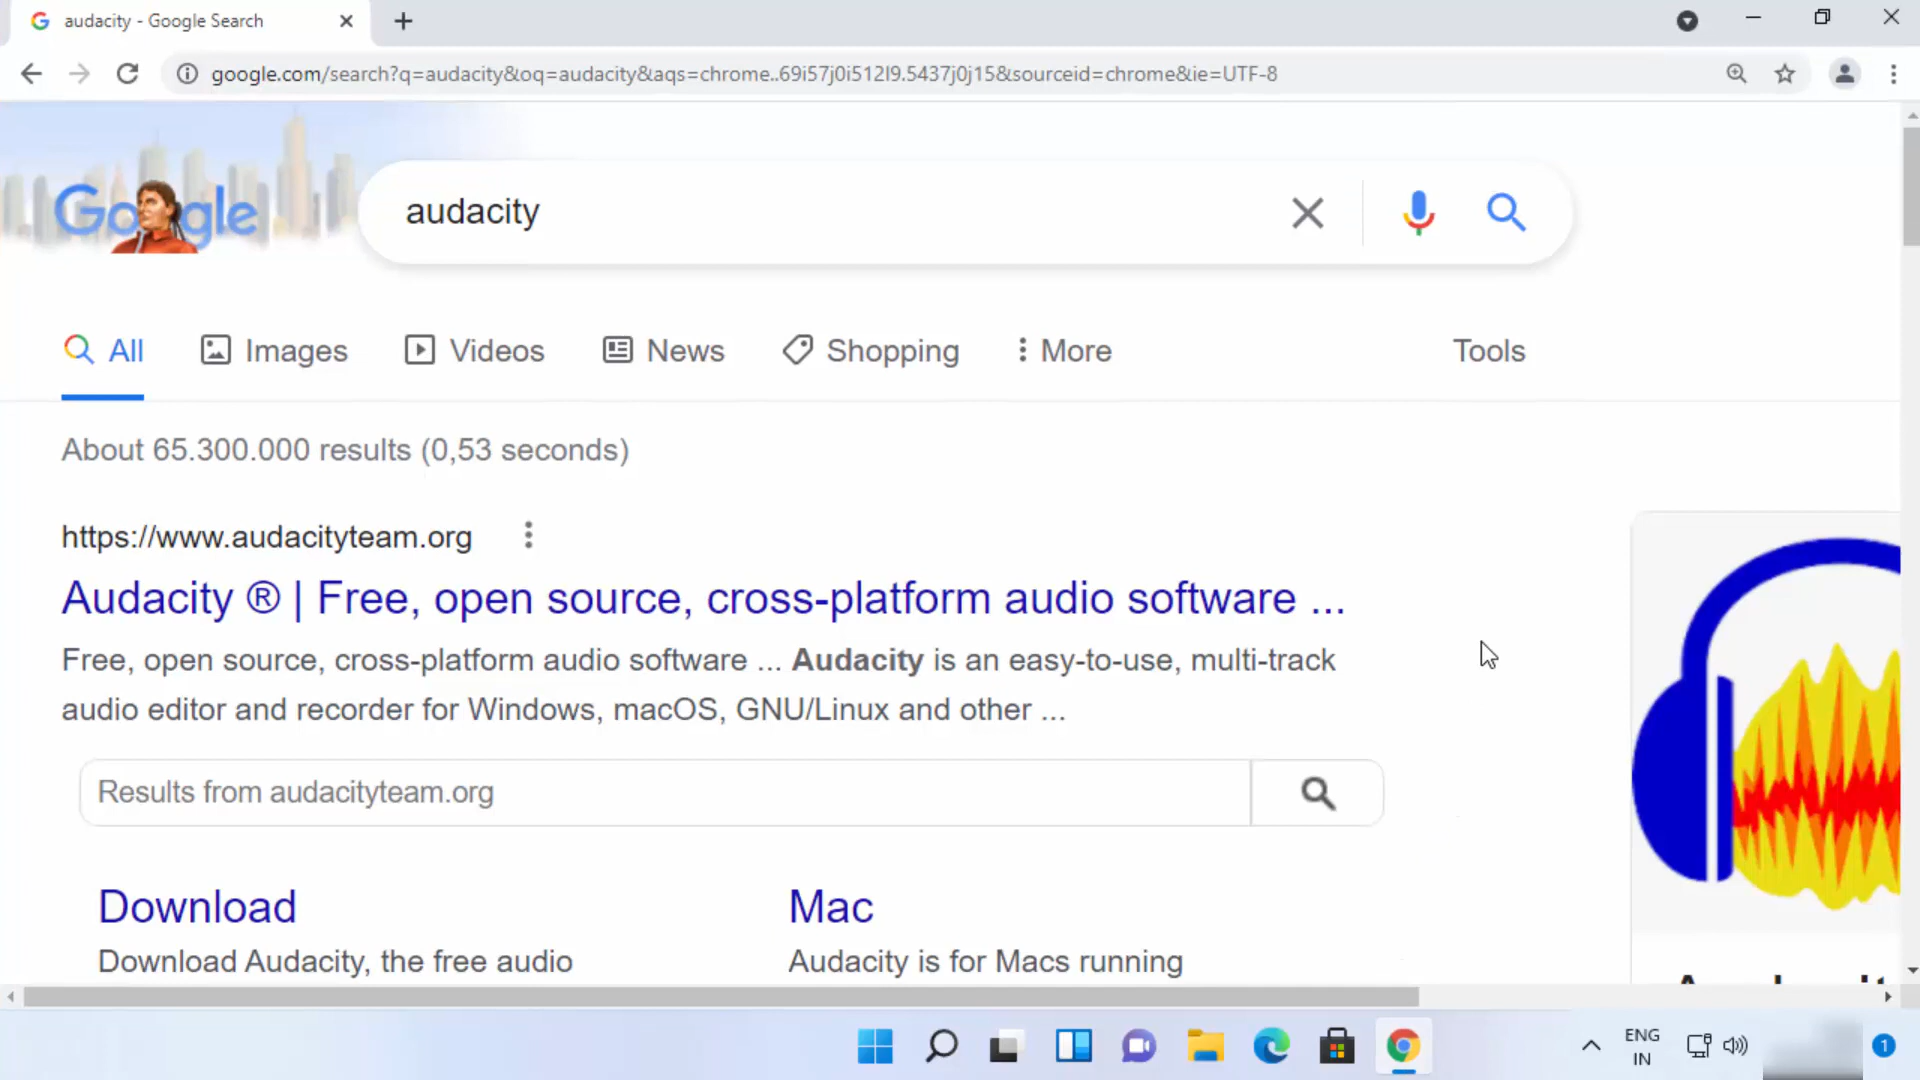 audacity - Google Search
google.com/search?q=audacity&oq=audacity&aqs=chrome..69i57j0i512l9.5437j0j15&sourceid=chrome&ie=UTF-8
Google
audacity
All
Images
Videos
News
Shopping
More
Tools
About 65.300.000 results (0,53 seconds)
https://www.audacityteam.org
Audacity ® | Free, open source, cross-platform audio software ...
Free, open source, cross-platform audio software ... Audacity is an easy-to-use, multi-track
audio editor and recorder for Windows, macOS, GNU/Linux and other ...
Results from audacityteam.org
Download
Mac
Download Audacity, the free audio
Audacity is for Macs running
ENG
IN
1